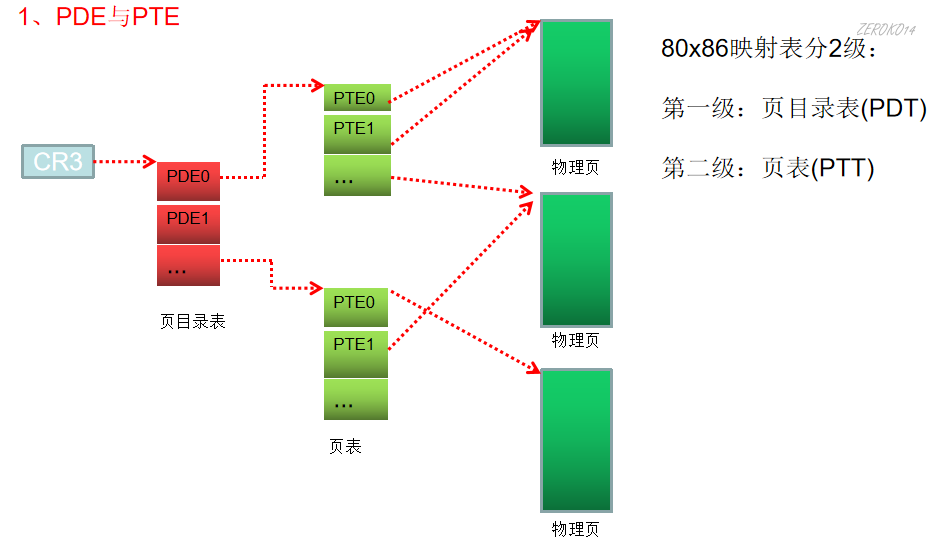 1、PDE与PTE
ZEROKO14
80x86映射表分2级：
第一级：页目录表(PDT)
第二级：页表(PTT)
CR3
PDE0
PDE1
...
页目录表
PTE0
PTE1
...
PTE0
PTE1
...
页表
物理页
物理页
物理页